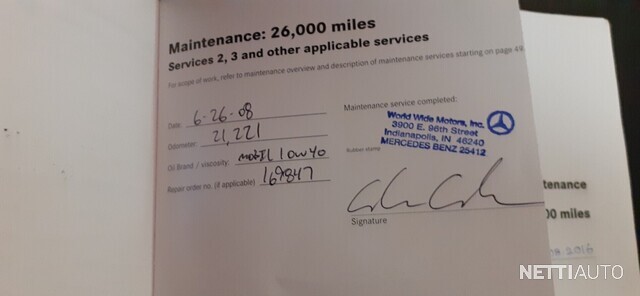 Maintenance: 26,000 miles
Services 2, 3 and other applicable services
For scope of work, refer to maintenance overview and description of maintenance services starting on page 49.
Date: 6-26-08
Odometer: 21,221
Oil Brand / viscosity: mobil 1 0w40
Repair order no. (if applicable) 169847
Maintenance service completed:
World Wide Motors, Inc.
3900 E. 96th Street
Indianapolis, IN 46240
MERCEDES BENZ 25412
Rubber stamp
Signature
tenance
00 miles
2016
NETTIAUTO